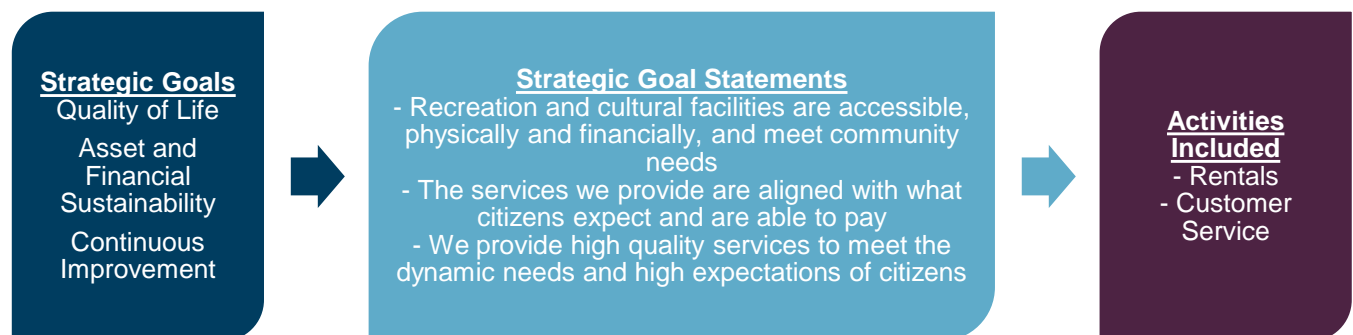 Strategic Goals
Quality of Life
Asset and
Financial
Sustainability
Continuous
Improvement
Strategic Goal Statements
- Recreation and cultural facilities are accessible,
physically and financially, and meet community
needs
- The services we provide are aligned with what
citizens expect and are able to pay
- We provide high quality services to meet the
dynamic needs and high expectations of citizens
Activities
Included
- Rentals
- Customer
Service